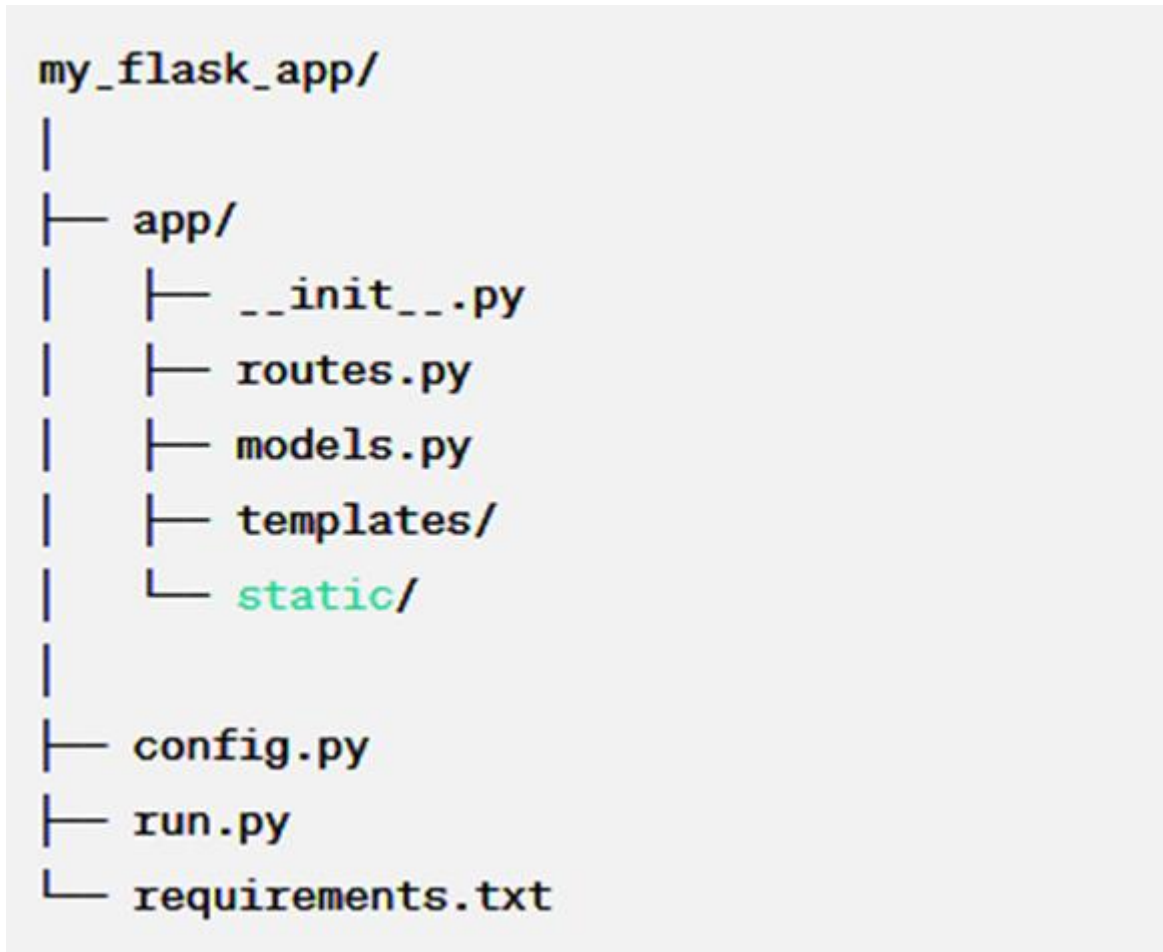 my_flask_app/
│
├── app/
│   ├── __init__.py
│   ├── routes.py
│   ├── models.py
│   ├── templates/
│   └── static/
│
├── config.py
├── run.py
└── requirements.txt